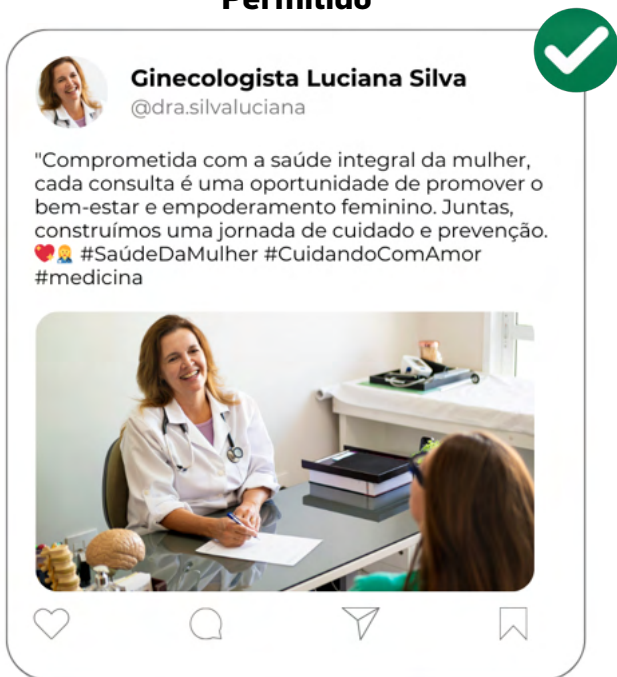 Permitido
Ginecologista Luciana Silva
@dra.silvaluciana
"Comprometida com a saúde integral da mulher,
cada consulta é uma oportunidade de promover o
bem-estar e empoderamento feminino. Juntas,
construímos uma jornada de cuidado e prevenção.
💖👩‍⚕️ #SaúdeDaMulher #CuidandoComAmor
#medicina